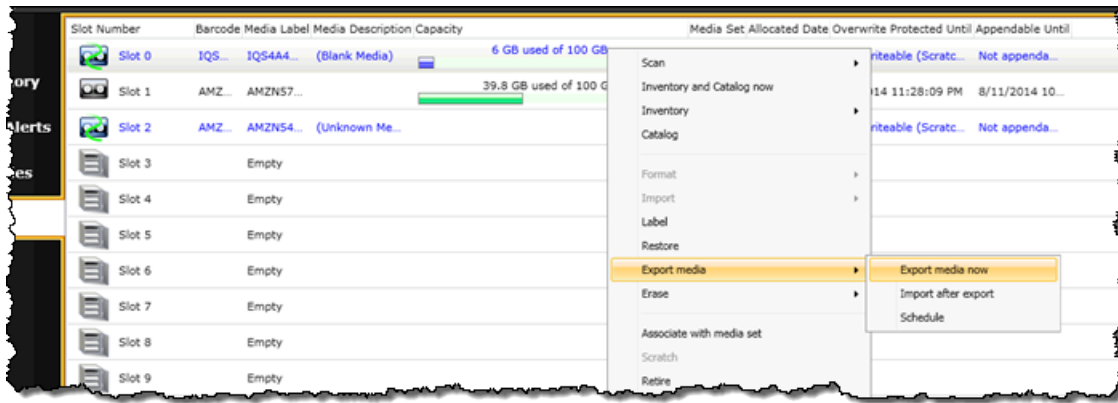 Slot Number Barcode Media Label Media Description Capacity Media Set Allocated Date Overwrite Protected Until Appendable Until
Slot 0 IQS... IQS4A4... (Blank Media) 6 GB used of 100 GB riteable (Scratc... Not appenda...
Scan
ory
Slot 1 AMZ... AMZN57... 39.8 GB used of 100 G 14 11:28:09 PM 8/11/2014 10...
Inventory and Catalog now
Inventory
Alerts
Slot 2 AMZ... AMZN54... (Unknown Me... riteable (Scratc... Not appenda...
Catalog
es
Slot 3 Empty
Format
Import
Slot 4 Empty
Label
Slot 5 Empty
Restore
Slot 6 Empty
Export media Export media now
Erase Import after export
Slot 7 Empty
Schedule
Slot 8 Empty
Associate with media set
Scratch
Slot 9 Empty
Retire